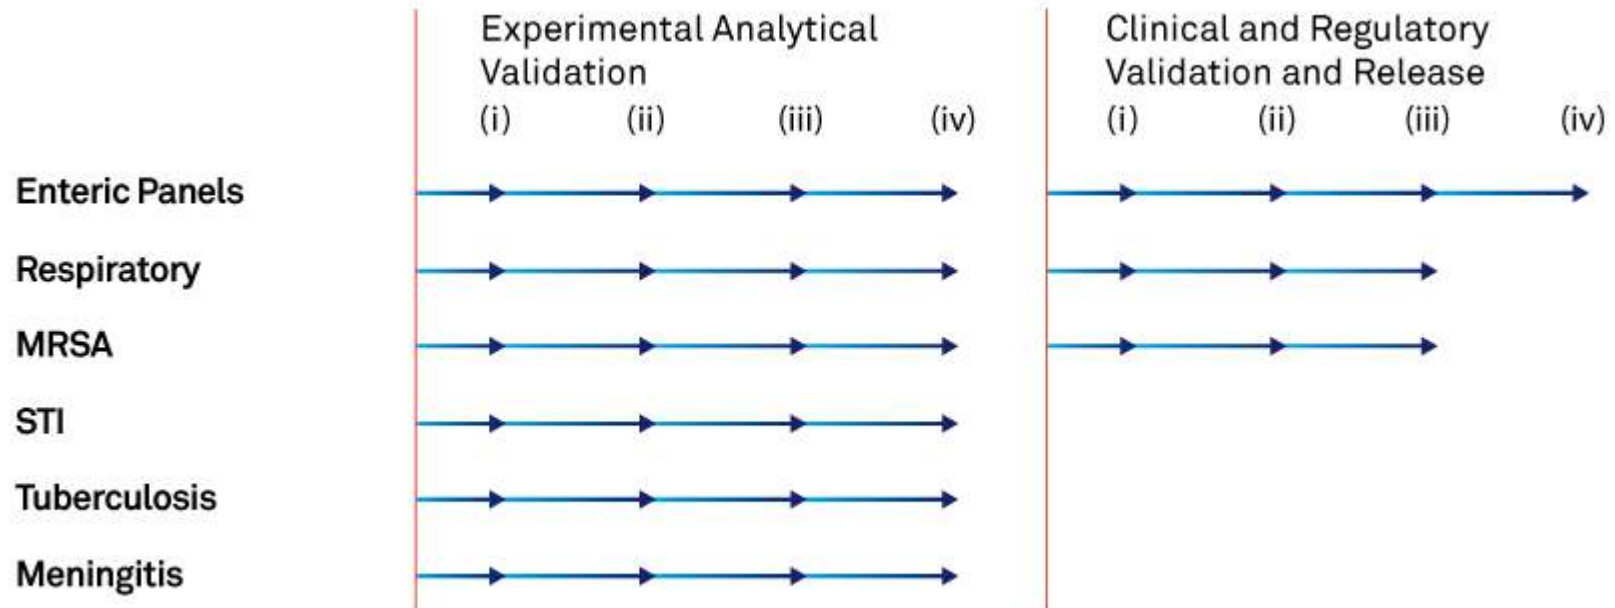 Experimental Analytical
Validation
Clinical and Regulatory
Validation and Release
(i) (ii) (iii) (iv) (i) (ii) (iii) (iv)
Enteric Panels
Respiratory
MRSA
STI
Tuberculosis
Meningitis